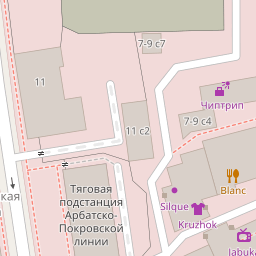 7-9 с7
11
Чиптрип
7-9 с4
11 с2
Тяговая
подстанция
Арбатско-
Покровской
линии
Blanc
Silque
Kruzhok
кая
Jabuka